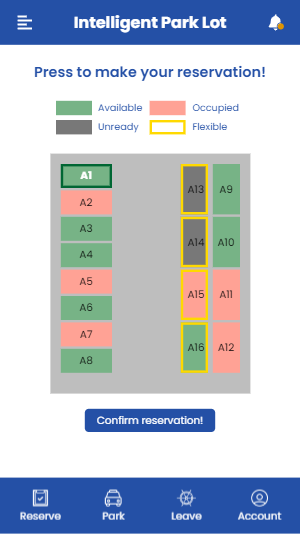 Intelligent Park Lot
Press to make your reservation!
Available
Occupied
Unready
Flexible
A1
A2
A3
A4
A5
A6
A7
A8
A13
A9
A14
A10
A15
A11
A16
A12
Confirm reservation!
Reserve
Park
Leave
Account